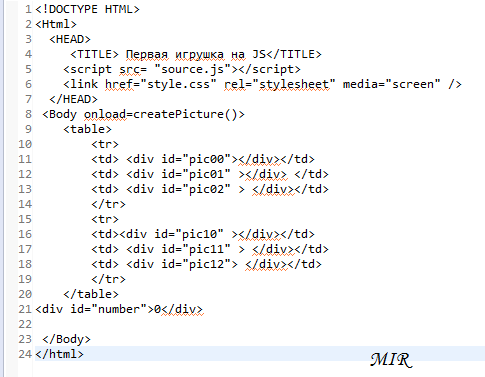 1 <!DOCTYPE HTML>
2 <Html>
3 <HEAD>
4 <TITLE> Первая игрушка на JS</TITLE>
5 <script src= "source.js"></script>
6 <link href="style.css" rel="stylesheet" media="screen" />
7 </HEAD>
8 <Body onload=createPicture()>
9 <table>
10 <tr>
11 <td> <div id="pic00"></div></td>
12 <td> <div id="pic01" ></div> </td>
13 <td> <div id="pic02" > </div></td>
14 </tr>
15 <tr>
16 <td><div id="pic10" ></div></td>
17 <td> <div id="pic11" > </div></td>
18 <td> <div id="pic12"> </div></td>
19 </tr>
20 </table>
21 <div id="number">0</div>
22
23 </Body>
24 </html>
MIR